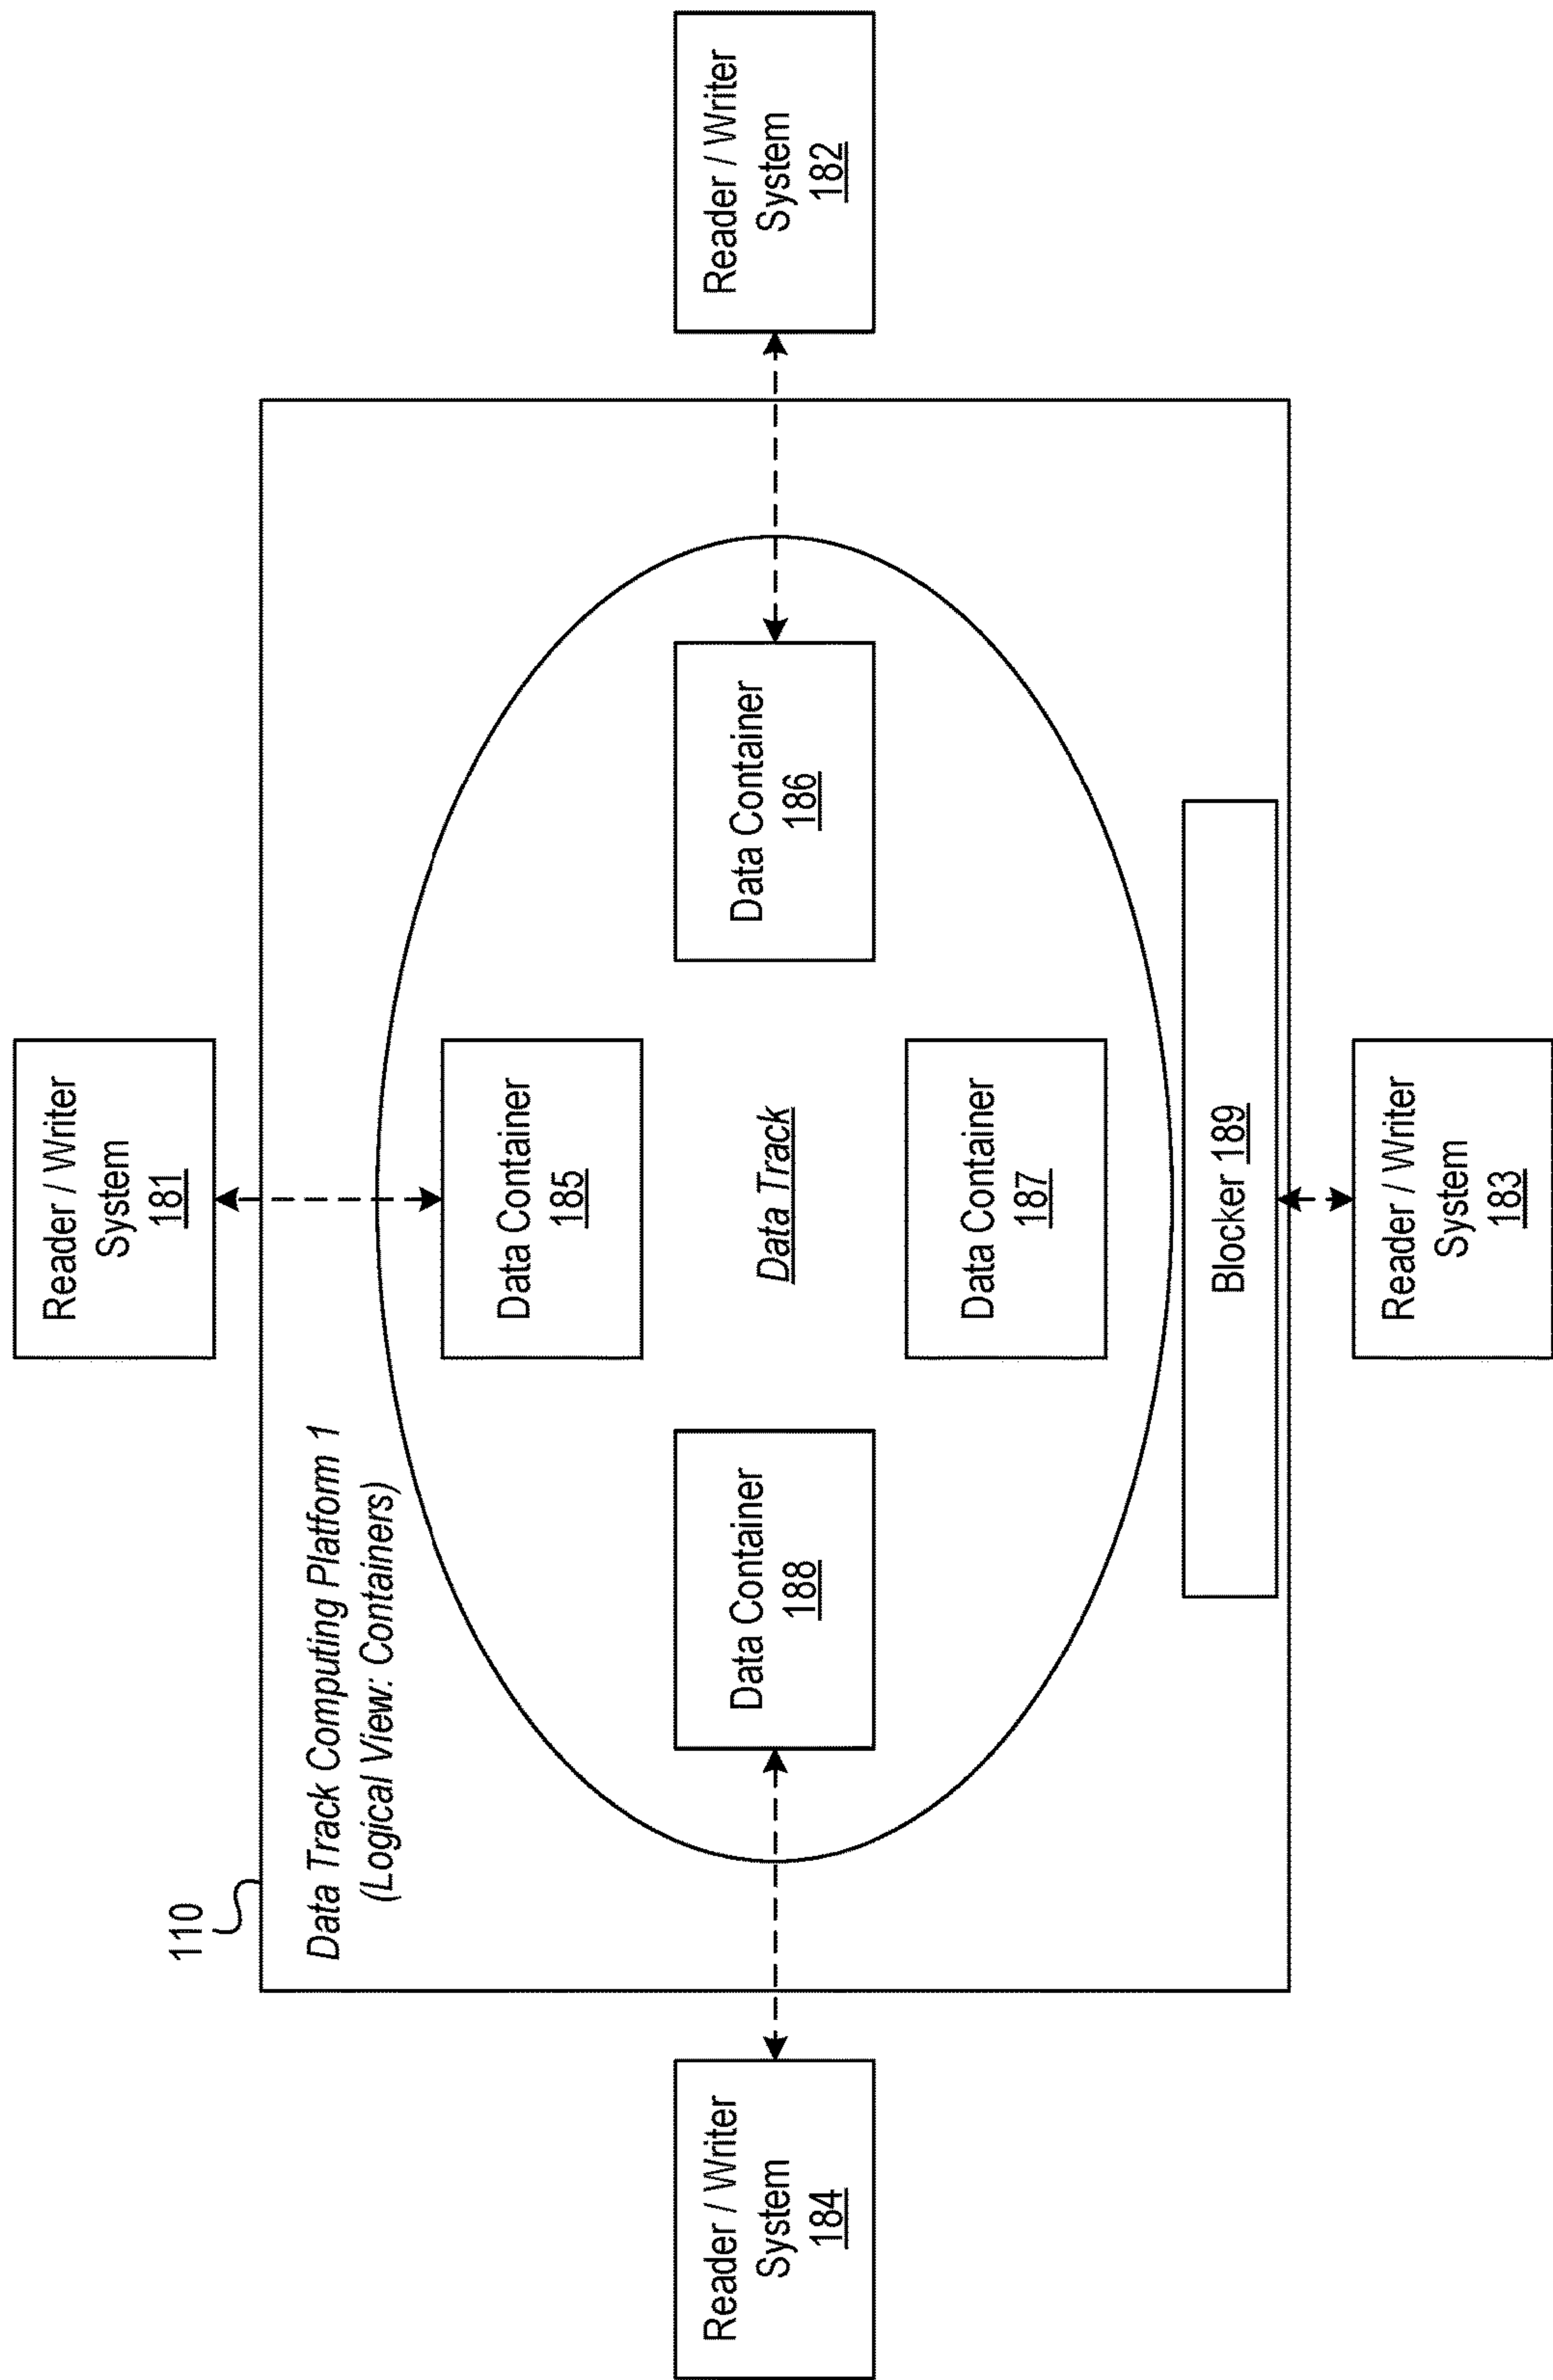 110
Data Track Computing Platform 1
(Logical View: Containers)
Reader / Writer
System
181
Data Container
185
Reader / Writer
System
184
Data Container
188
Data Track
Data Container
186
Reader / Writer
System
182
Data Container
187
Blocker 189
Reader / Writer
System
183